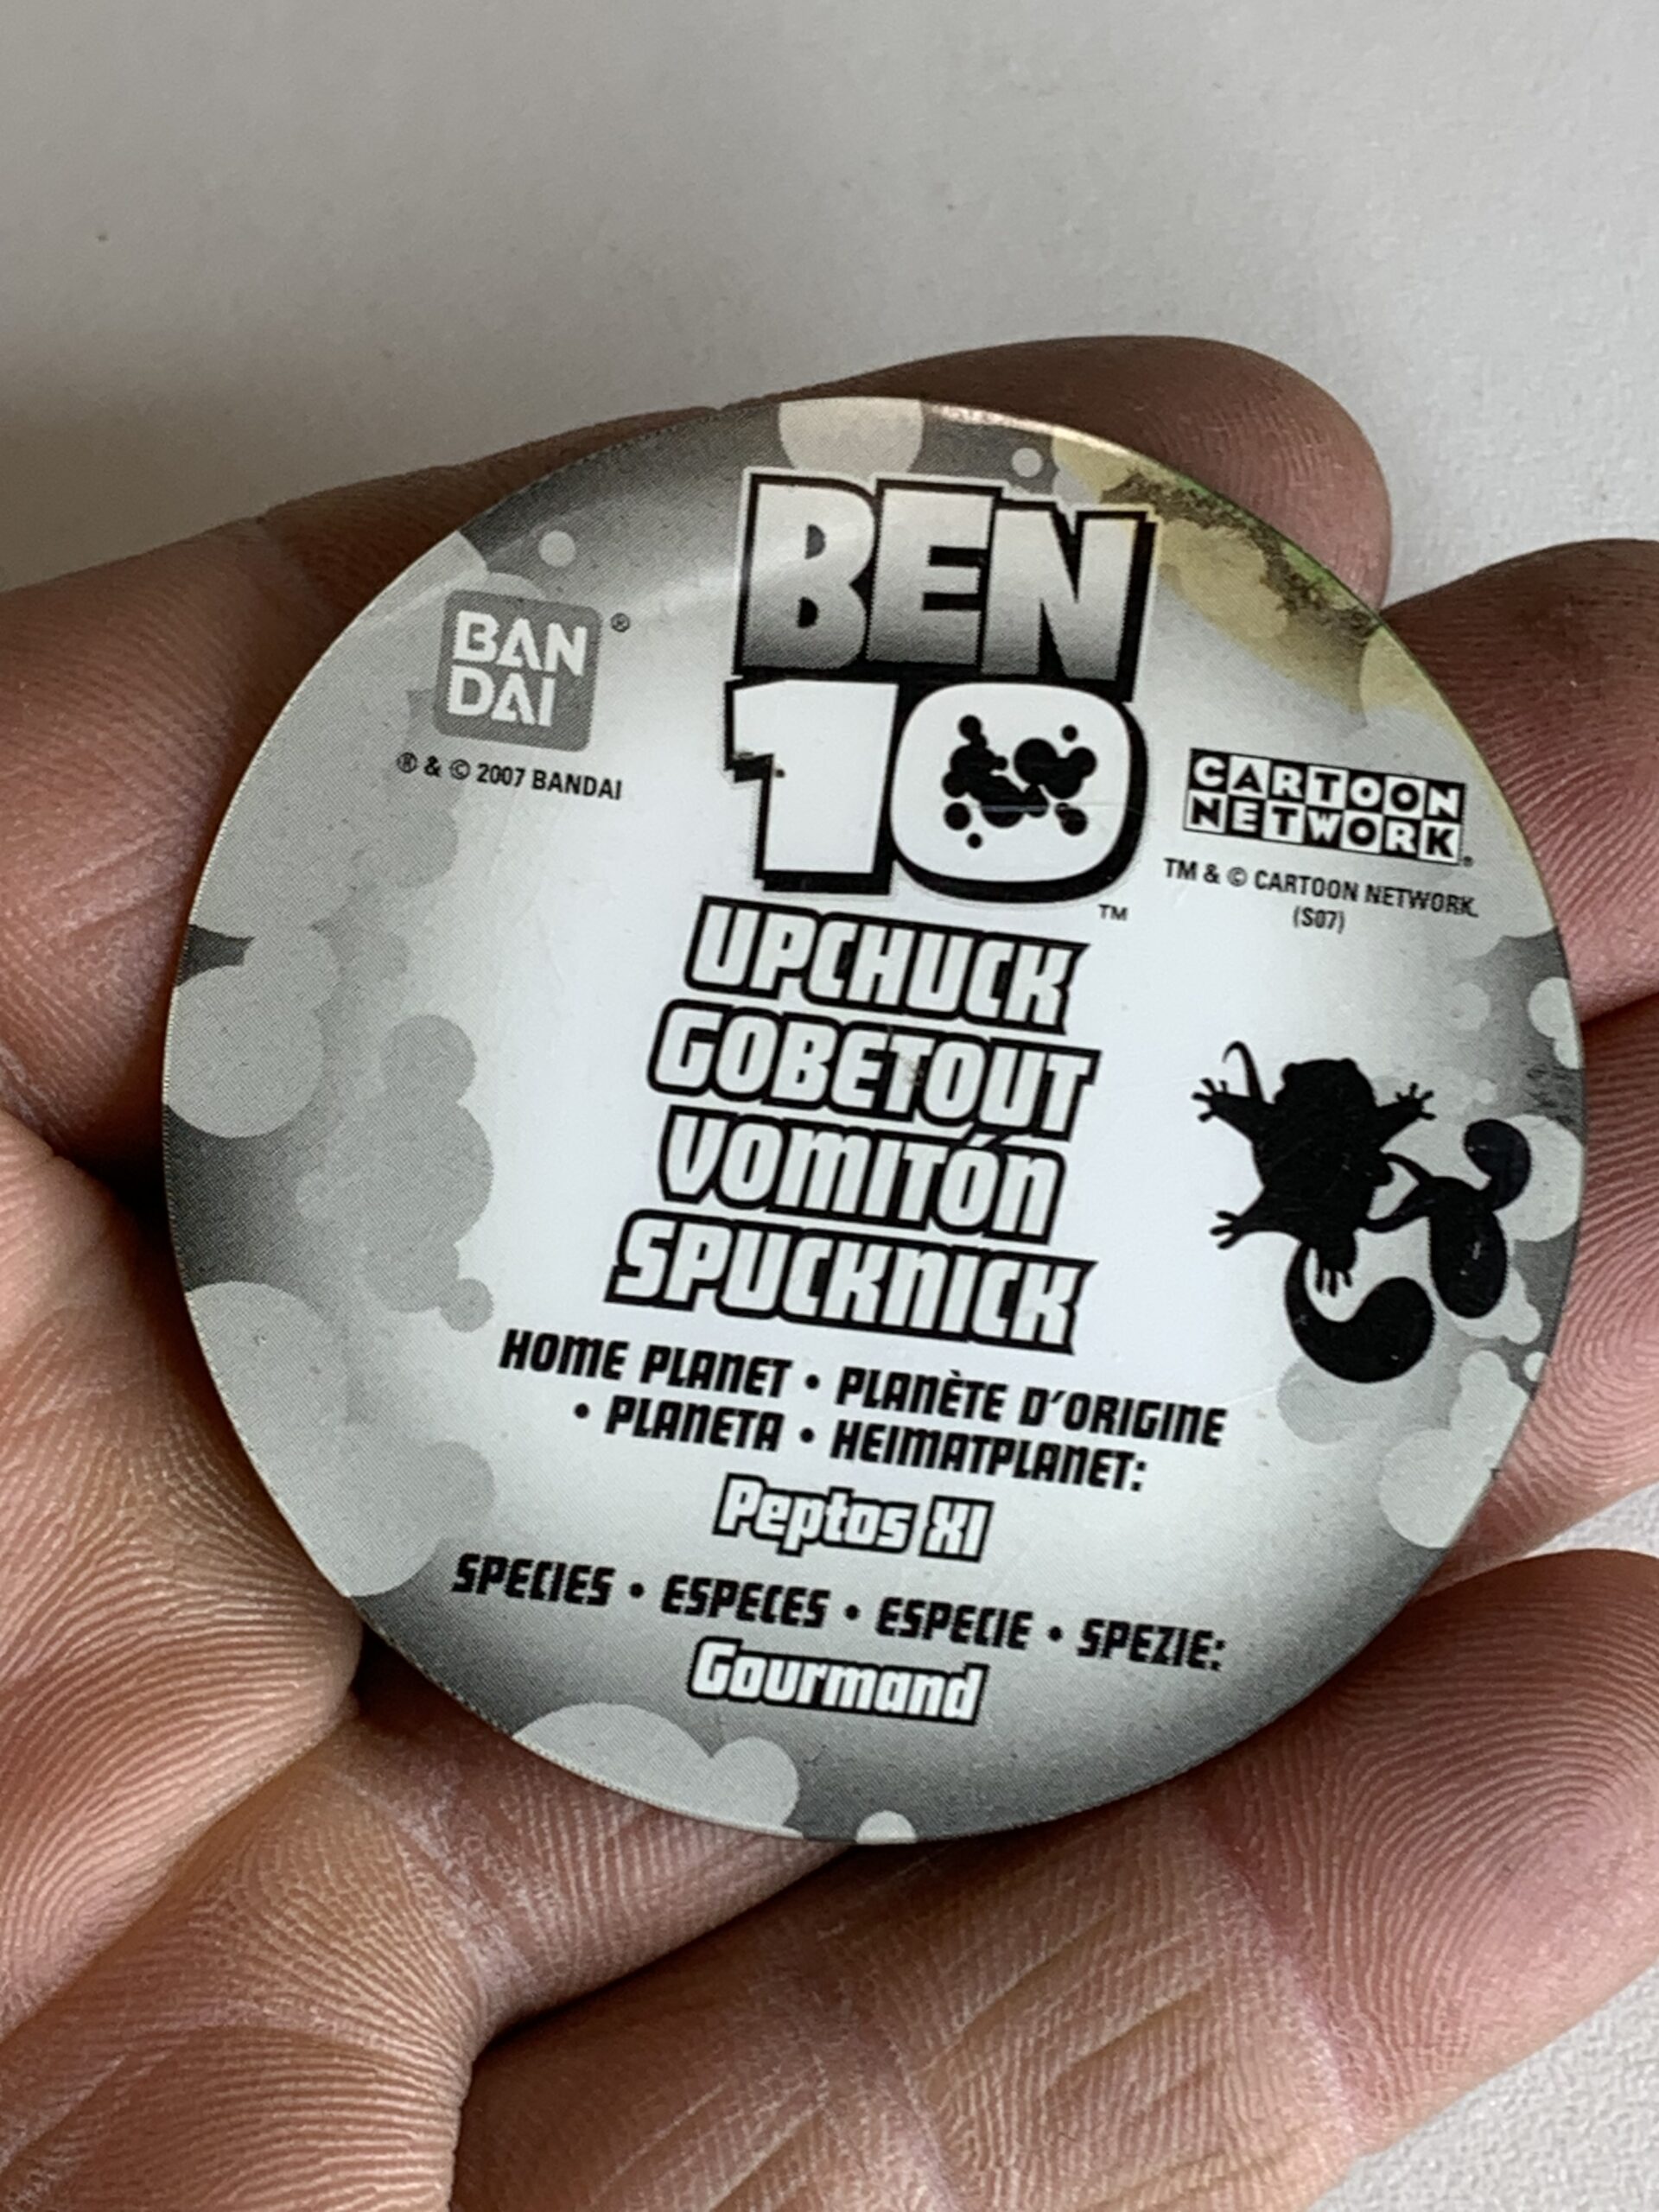 BEN
10
™
BAN
DAI
®
® & © 2007 BANDAI
CARTOON
NETWORK.
TM & © CARTOON NETWORK.
(S07)
UPCHUCK
GOBETOUT
VOMITÓN
SPUCKNICK
HOME PLANET • PLANÈTE D'ORIGINE
• PLANETA • HEIMATPLANET:
Peptos XI
SPECIES • ESPECES • ESPECIE • SPEZIE:
Gourmand